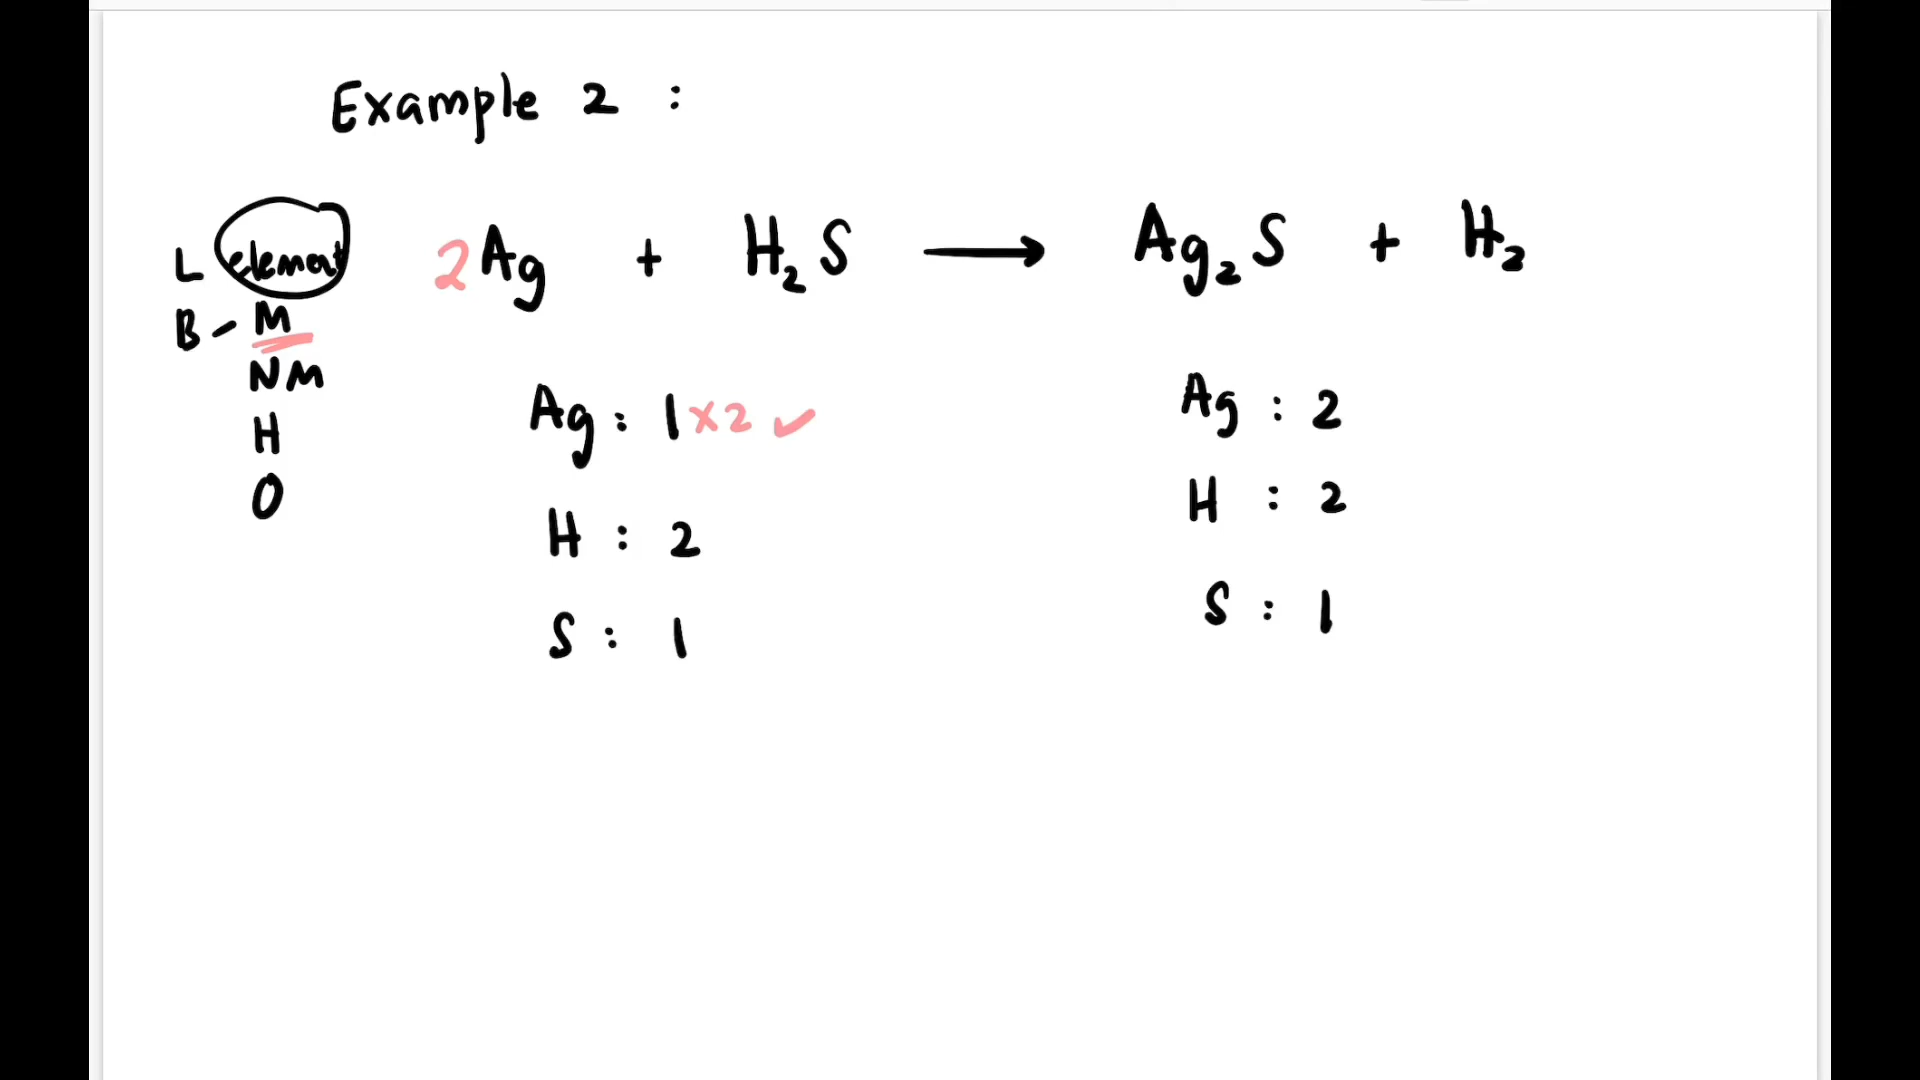 Example 2 :
L element
B - M
NM
H
O
2Ag + H₂S ⟶ Ag₂S + H₂
Ag : 1 x2 ✓
H : 2
S : 1
Ag : 2
H : 2
S : 1